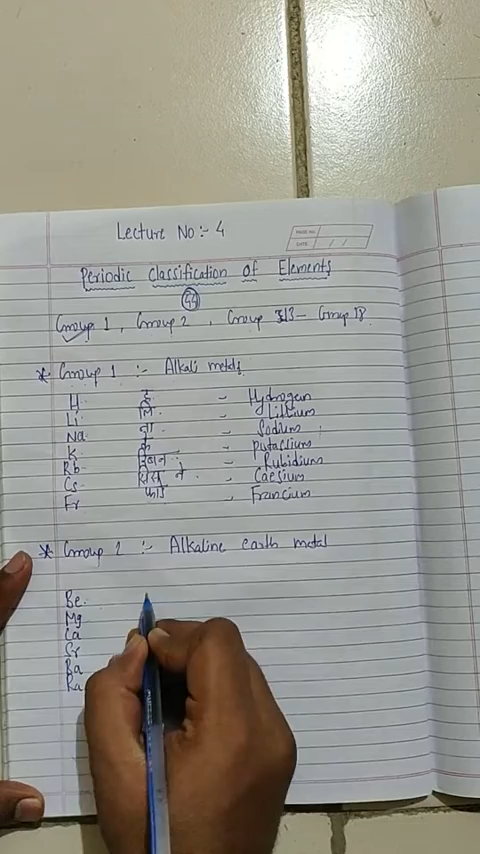 Lecture No:- 4
PAGE NO.
DATE / /
Periodic Classification of Elements
44
Group 1, Group 2, Group 13 - Group 18
* Group 1 :- Alkali metals
H ह - Hydrogen
Li लि - Lithium
Na ना - Sodium
K के - Potassium
Rb - Rubidium
Cs - Caesium
Fr - Francium
* Group 2 :- Alkaline earth metal
Be
Mg
Ca
Sr
Ba
Ra